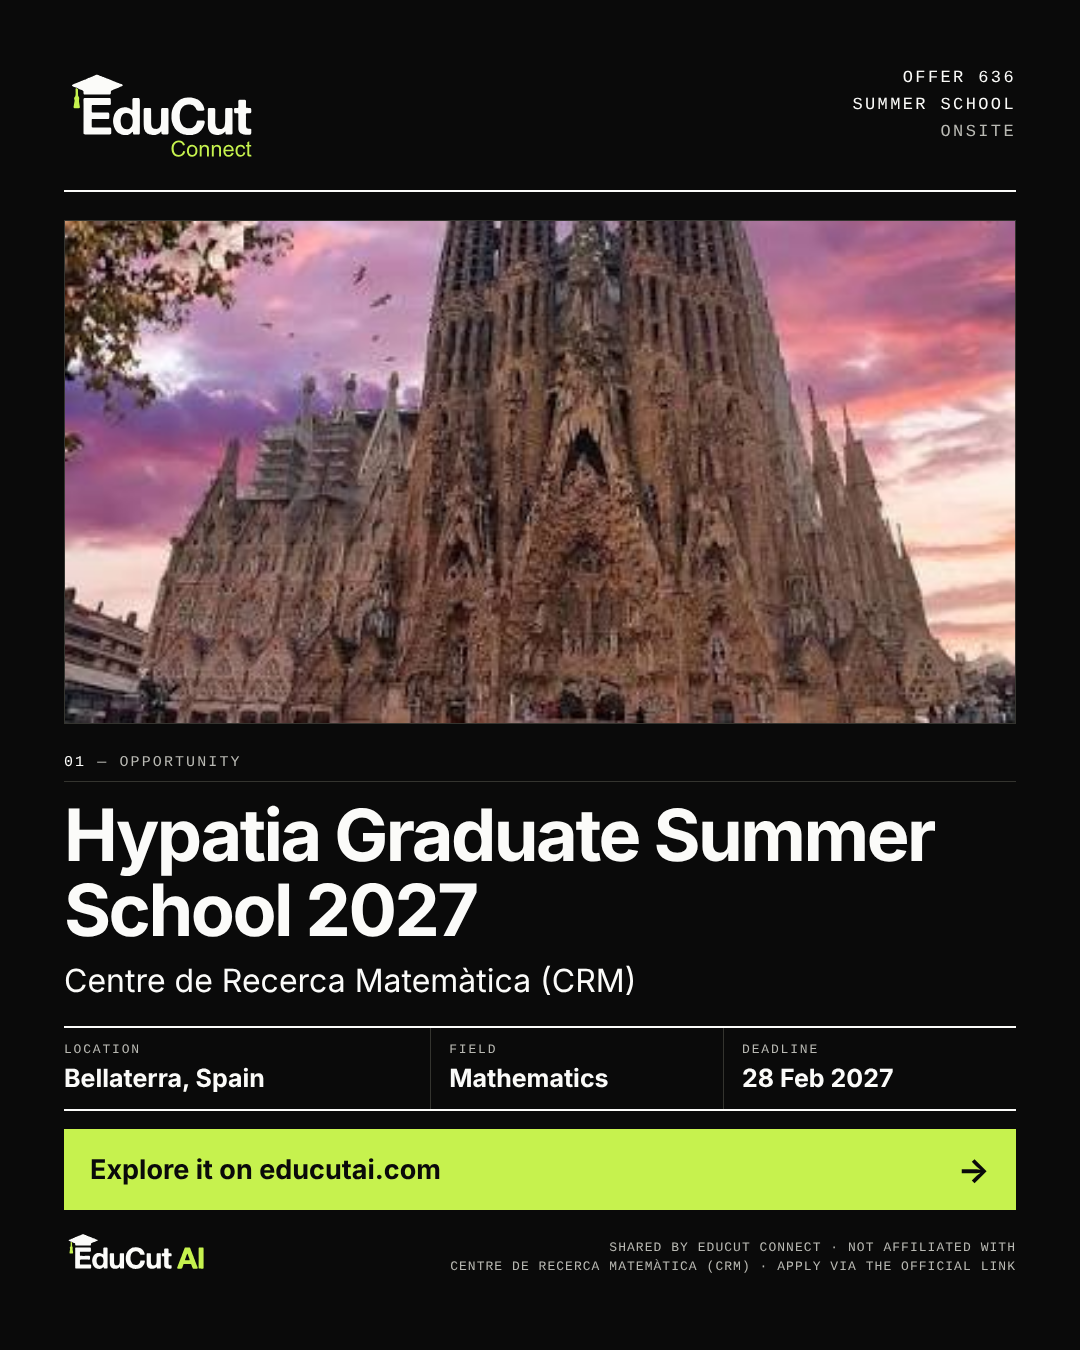 EduCut
Connect
OFFER 636
SUMMER SCHOOL
ONSITE
01 — OPPORTUNITY
Hypatia Graduate Summer
School 2027
Centre de Recerca Matemàtica (CRM)
LOCATION
Bellaterra, Spain
FIELD
Mathematics
DEADLINE
28 Feb 2027
Explore it on educutai.com →
EduCut AI
SHARED BY EDUCUT CONNECT · NOT AFFILIATED WITH
CENTRE DE RECERCA MATEMÀTICA (CRM) · APPLY VIA THE OFFICIAL LINK